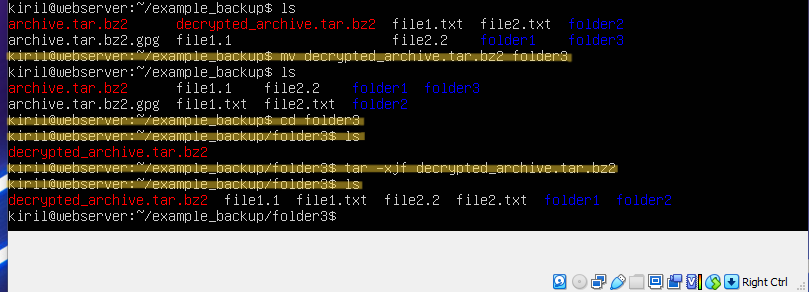 kiril@webserver:~/example_backup$ ls
archive.tar.bz2 decrypted_archive.tar.bz2 file1.txt file2.txt folder2
archive.tar.bz2.gpg file1.1 file2.2 folder1 folder3
kiril@webserver:~/example_backup$ mv decrypted_archive.tar.bz2 folder3
kiril@webserver:~/example_backup$ ls
archive.tar.bz2 file1.1 file2.2 folder1 folder3
archive.tar.bz2.gpg file1.txt file2.txt folder2
kiril@webserver:~/example_backup$ cd folder3
kiril@webserver:~/example_backup/folder3$ ls
decrypted_archive.tar.bz2
kiril@webserver:~/example_backup/folder3$ tar -xjf decrypted_archive.tar.bz2
kiril@webserver:~/example_backup/folder3$ ls
decrypted_archive.tar.bz2 file1.1 file1.txt file2.2 file2.txt folder1 folder2
kiril@webserver:~/example_backup/folder3$
Right Ctrl